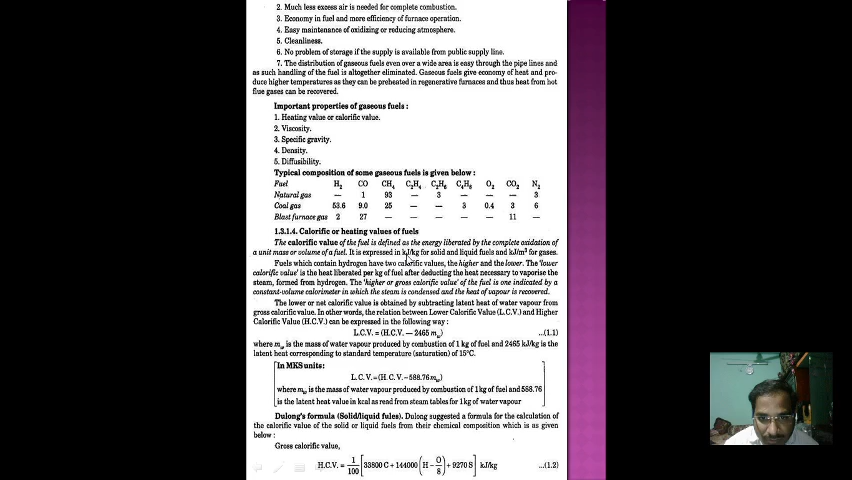 2. Much less excess air is needed for complete combustion.
3. Economy in fuel and more efficiency of furnace operation.
4. Easy maintenance of oxidizing or reducing atmosphere.
5. Cleanliness.
6. No problem of storage if the supply is available from public supply line.
7. The distribution of gaseous fuels even over a wide area is easy through the pipe lines and
as such handling of the fuel is altogether eliminated. Gaseous fuels give economy of heat and pro-
duce higher temperatures as they can be preheated in regenerative furnaces and thus heat from hot
flue gases can be recovered.
Important properties of gaseous fuels :
1. Heating value or calorific value.
2. Viscosity.
3. Specific gravity.
4. Density.
5. Diffusibility.
Typical composition of some gaseous fuels is given below :
Fuel H₂ CO CH₄ C₂H₄ C₂H₆ C₄H₈ O₂ CO₂ N₂
Natural gas — 1 93 — 3 — — — 3
Coal gas 53.6 9.0 25 — — 3 0.4 3 6
Blast furnace gas 2 27 — — — — — 11 —
1.3.1.4. Calorific or heating values of fuels
The calorific value of the fuel is defined as the energy liberated by the complete oxidation of
a unit mass or volume of a fuel. It is expressed in kJ/kg for solid and liquid fuels and kJ/m³ for gases.
Fuels which contain hydrogen have two calorific values, the higher and the lower. The 'lower
calorific value' is the heat liberated per kg of fuel after deducting the heat necessary to vaporise the
steam, formed from hydrogen. The 'higher or gross calorific value' of the fuel is one indicated by a
constant-volume calorimeter in which the steam is condensed and the heat of vapour is recovered.
The lower or net calorific value is obtained by subtracting latent heat of water vapour from
gross calorific value. In other words, the relation between Lower Calorific Value (L.C.V.) and Higher
Calorific Value (H.C.V.) can be expressed in the following way :
L.C.V. = (H.C.V. — 2465 mw) ...(1.1)
where mw is the mass of water vapour produced by combustion of 1 kg of fuel and 2465 kJ/kg is the
latent heat corresponding to standard temperature (saturation) of 15°C.
In MKS units:
L.C.V.=(H.C.V-588.76mw)
where mw is the mass of water vapour produced by combustion of 1kg of fuel and 588.76
is the latent heat value in kcal as read from steam tables for 1kg of water vapour
Dulong's formula (Solid/liquid fules). Dulong suggested a formula for the calculation
of the calorific value of the solid or liquid fuels from their chemical composition which is as given
below :
Gross calorific value,
H.C.V. = 1/100 [33800 C + 144000 (H – O/8) + 9270 S] kJ/kg ...(1.2)